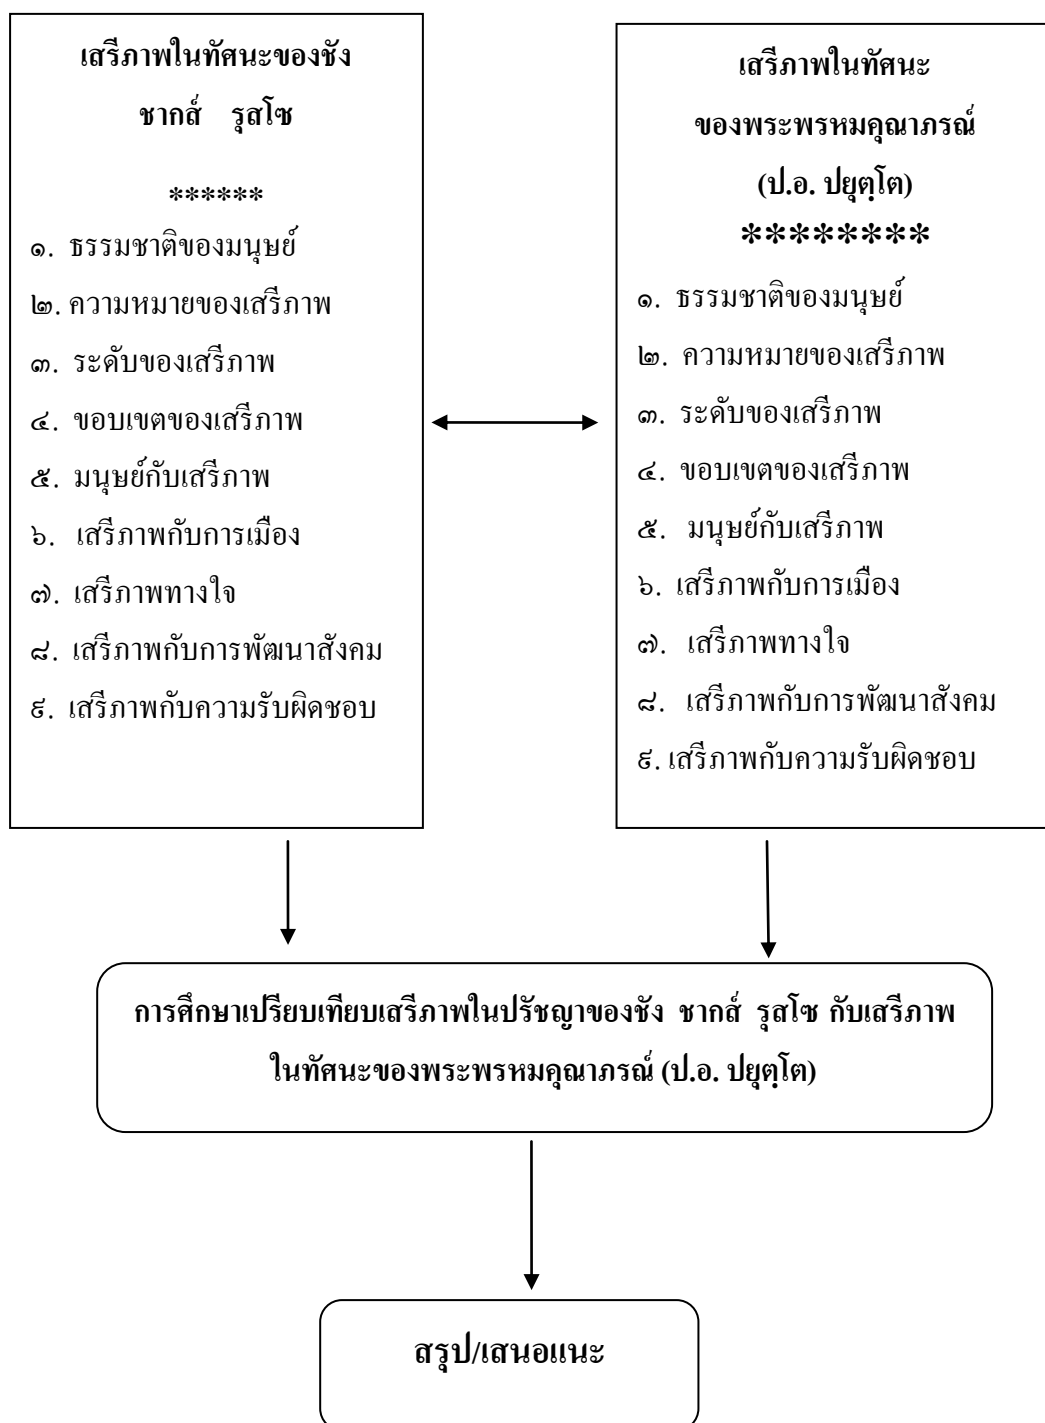 เสรีภาพในทัศนะของชัง
ชากส์ รุสโซ
******
๑. ธรรมชาติของมนุษย์
๒. ความหมายของเสรีภาพ
๓. ระดับของเสรีภาพ
๔. ขอบเขตของเสรีภาพ
๕. มนุษย์กับเสรีภาพ
๖. เสรีภาพกับการเมือง
๗. เสรีภาพทางใจ
๘. เสรีภาพกับการพัฒนาสังคม
๙. เสรีภาพกับความรับผิดชอบ
เสรีภาพในทัศนะ
ของพระพรหมคุณาภรณ์
(ป.อ. ปยุตฺโต)
********
๑. ธรรมชาติของมนุษย์
๒. ความหมายของเสรีภาพ
๓. ระดับของเสรีภาพ
๔. ขอบเขตของเสรีภาพ
๕. มนุษย์กับเสรีภาพ
๖. เสรีภาพกับการเมือง
๗. เสรีภาพทางใจ
๘. เสรีภาพกับการพัฒนาสังคม
๙. เสรีภาพกับความรับผิดชอบ
การศึกษาเปรียบเทียบเสรีภาพในปรัชญาของชัง ชากส์ รุสโซ กับเสรีภาพ
ในทัศนะของพระพรหมคุณาภรณ์ (ป.อ. ปยุตฺโต)
สรุป/เสนอแนะ